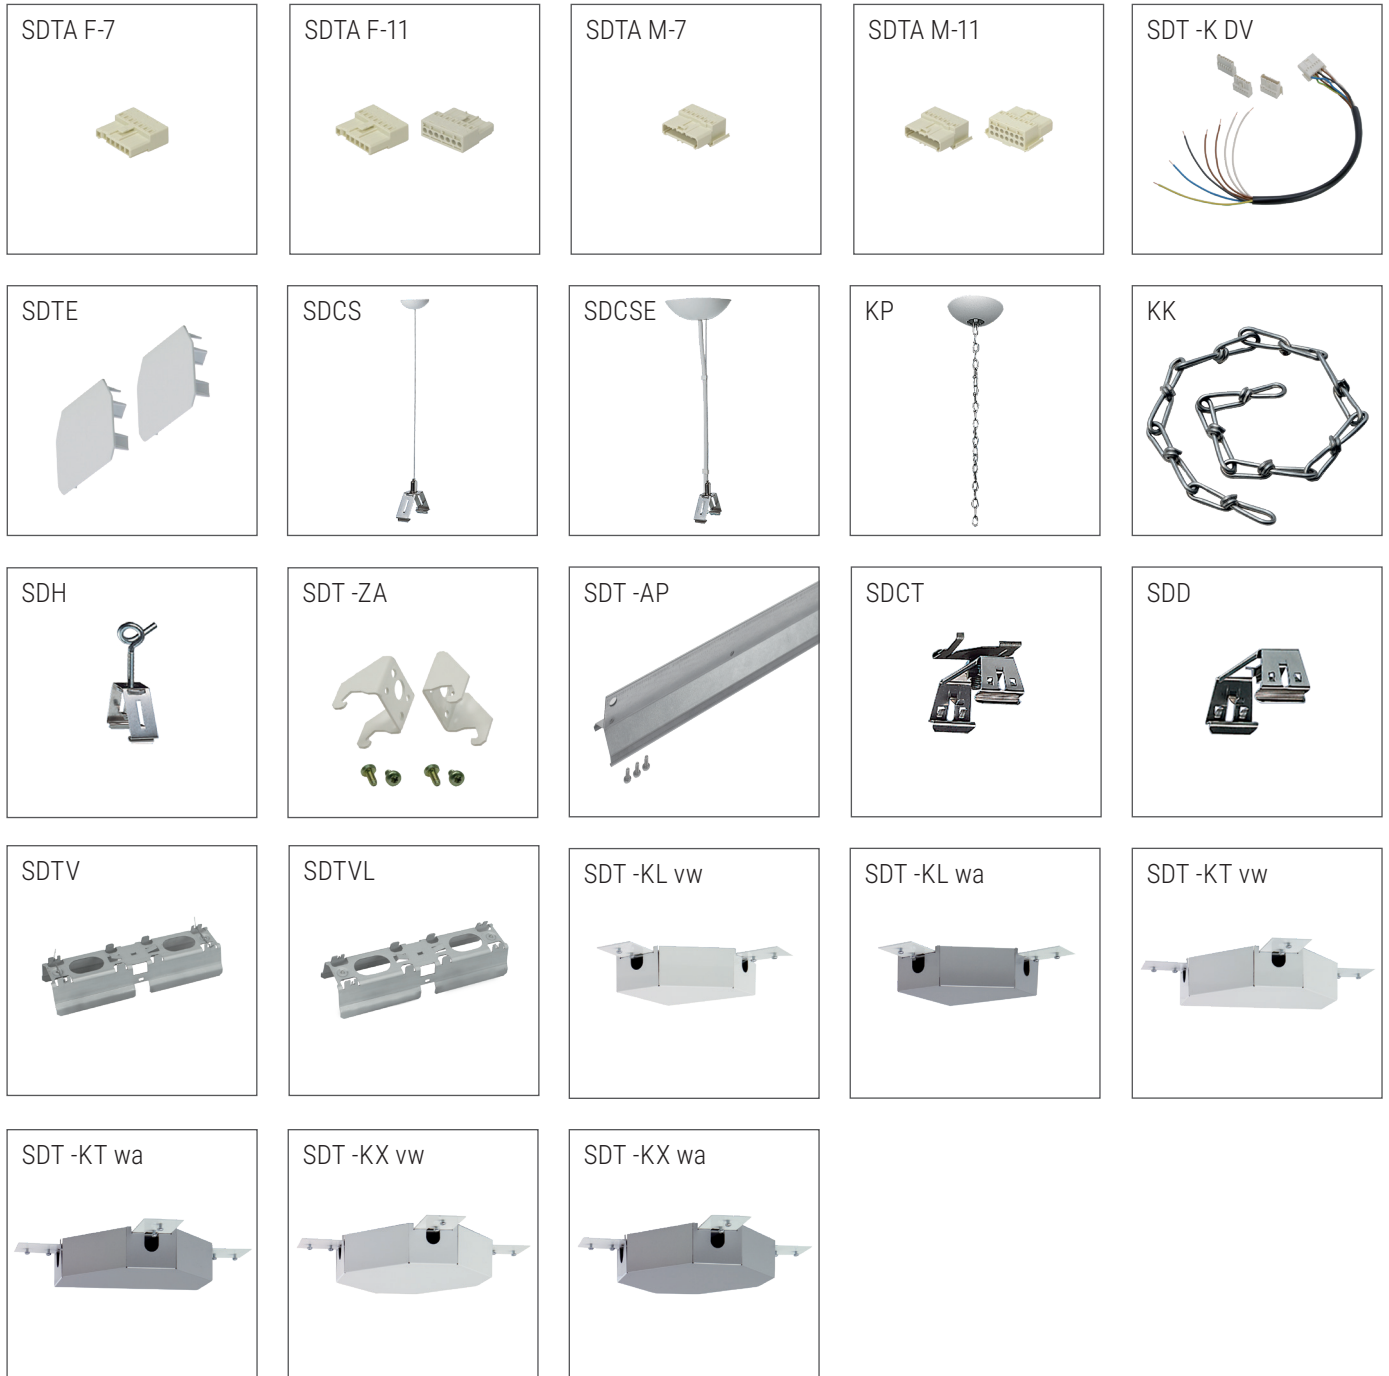 SDTA F-7
SDTA F-11
SDTA M-7
SDTA M-11
SDT -K DV
SDTE
SDCS
SDCSE
KP
KK
SDH
SDT -ZA
SDT -AP
SDCT
SDD
SDTV
SDTVL
SDT -KL vw
SDT -KL wa
SDT -KT vw
SDT -KT wa
SDT -KX vw
SDT -KX wa